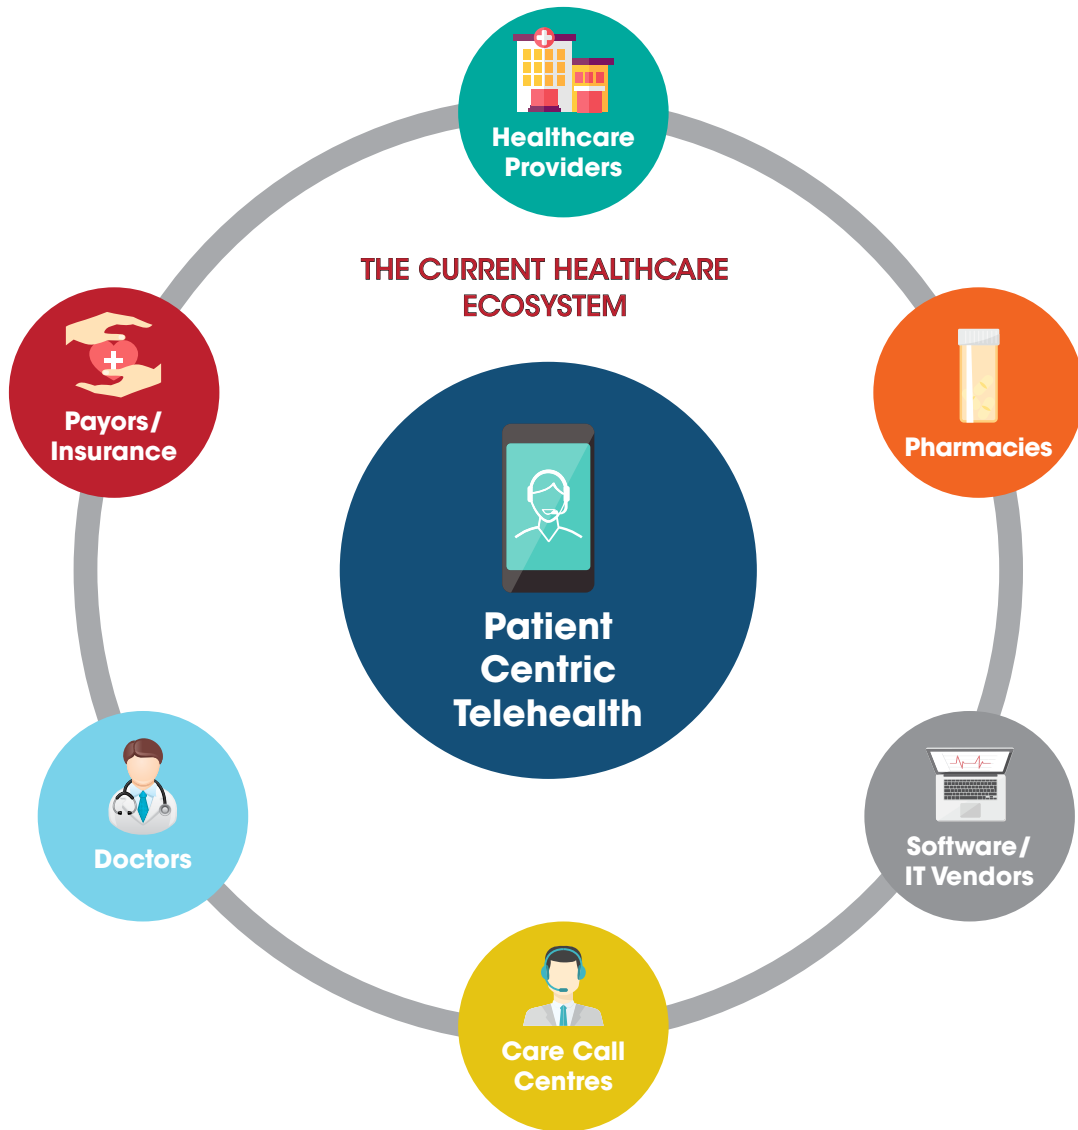 Healthcare
Providers
THE CURRENT HEALTHCARE
ECOSYSTEM
Payors/
Insurance
Pharmacies
Patient
Centric
Telehealth
Doctors
Software/
IT Vendors
Care Call
Centres